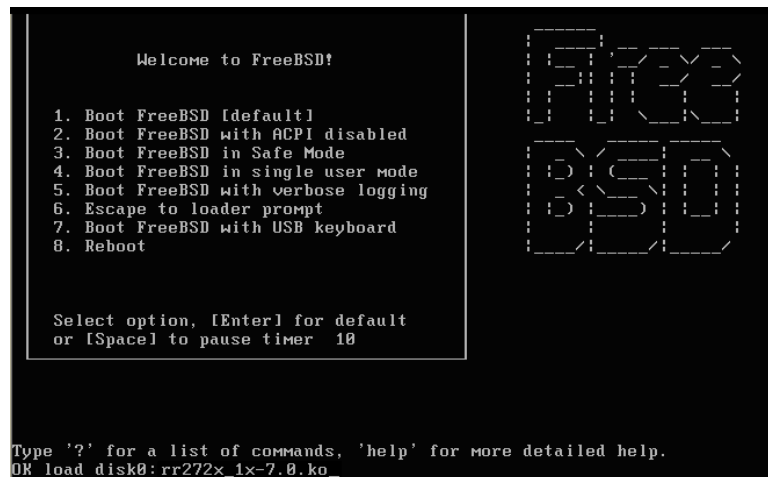 Welcome to FreeBSD!
1. Boot FreeBSD [default]
2. Boot FreeBSD with ACPI disabled
3. Boot FreeBSD in Safe Mode
4. Boot FreeBSD in single user mode
5. Boot FreeBSD with verbose logging
6. Escape to loader prompt
7. Boot FreeBSD with USB keyboard
8. Reboot
Select option, [Enter] for default
or [Space] to pause timer 10
Free
BSD
Type '?' for a list of commands, 'help' for more detailed help.
OK load disk0:rr272x_1x-7.0.ko_